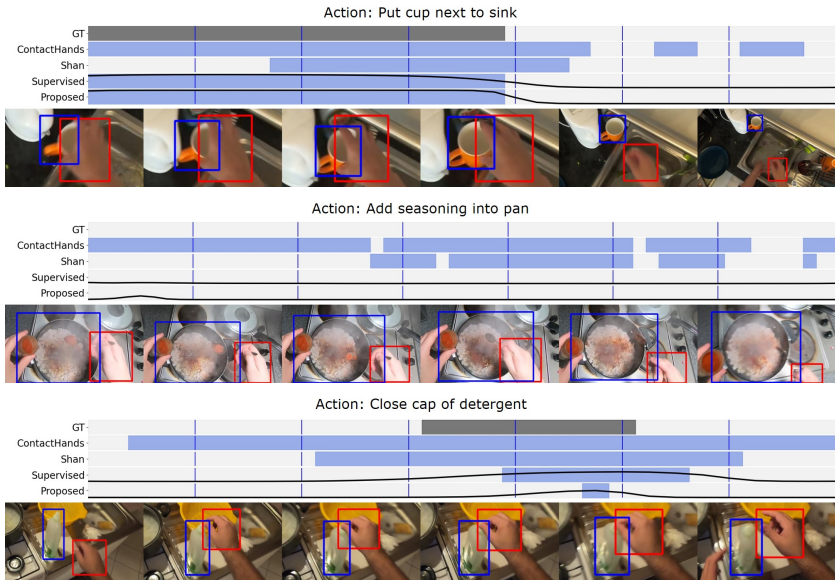 Action: Put cup next to sink
GT
ContactHands
Shan
Supervised
Proposed
Action: Add seasoning into pan
GT
ContactHands
Shan
Supervised
Proposed
Action: Close cap of detergent
GT
ContactHands
Shan
Supervised
Proposed